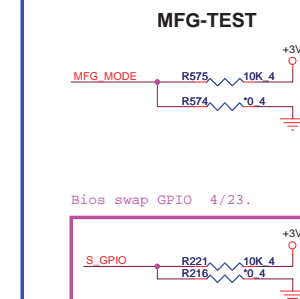 MFG-TEST
+3V
MFG_MODE R575 10K_4
R574 *0_4
Bios swap GPIO 4/23.
+3V
S_GPIO R221 10K_4
R216 *0_4